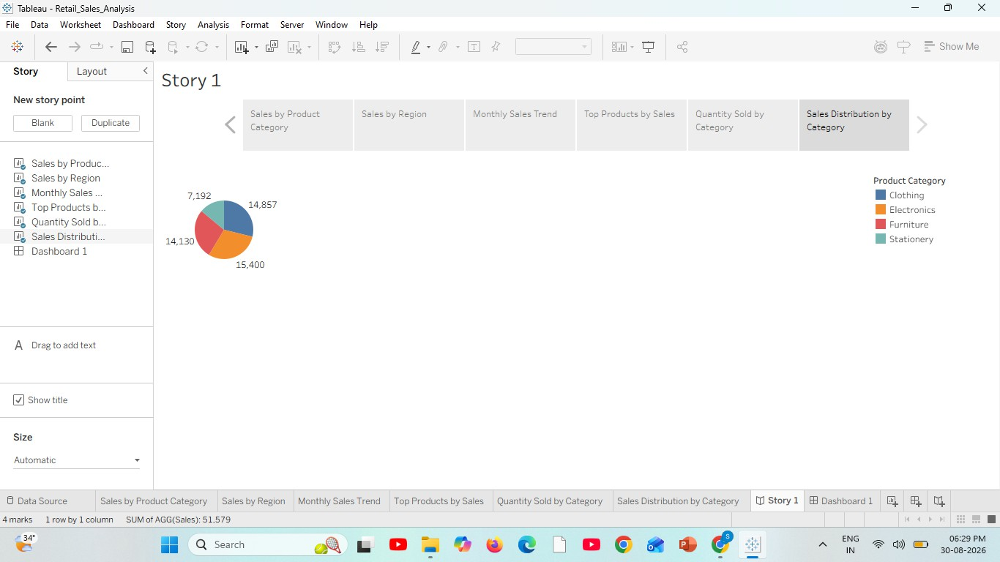 Tableau - Retail_Sales_Analysis
File Data Worksheet Dashboard Story Analysis Format Server Window Help
Show Me
Story Layout
New story point
Blank Duplicate
Sales by Produc...
Sales by Region
Monthly Sales ...
Top Products b...
Quantity Sold b...
Sales Distributi...
Dashboard 1
A Drag to add text
Show title
Size
Automatic
Story 1
Sales by Product
Category
Sales by Region
Monthly Sales Trend
Top Products by Sales
Quantity Sold by
Category
Sales Distribution by
Category
7,192
14,857
14,130
15,400
Product Category
Clothing
Electronics
Furniture
Stationery
Data Source Sales by Product Category Sales by Region Monthly Sales Trend Top Products by Sales Quantity Sold by Category Sales Distribution by Category Story 1 Dashboard 1
4 marks 1 row by 1 column SUM of AGG(Sales): 51,579
34°
Search
S
ENG
IN
06:29 PM
30-08-2026